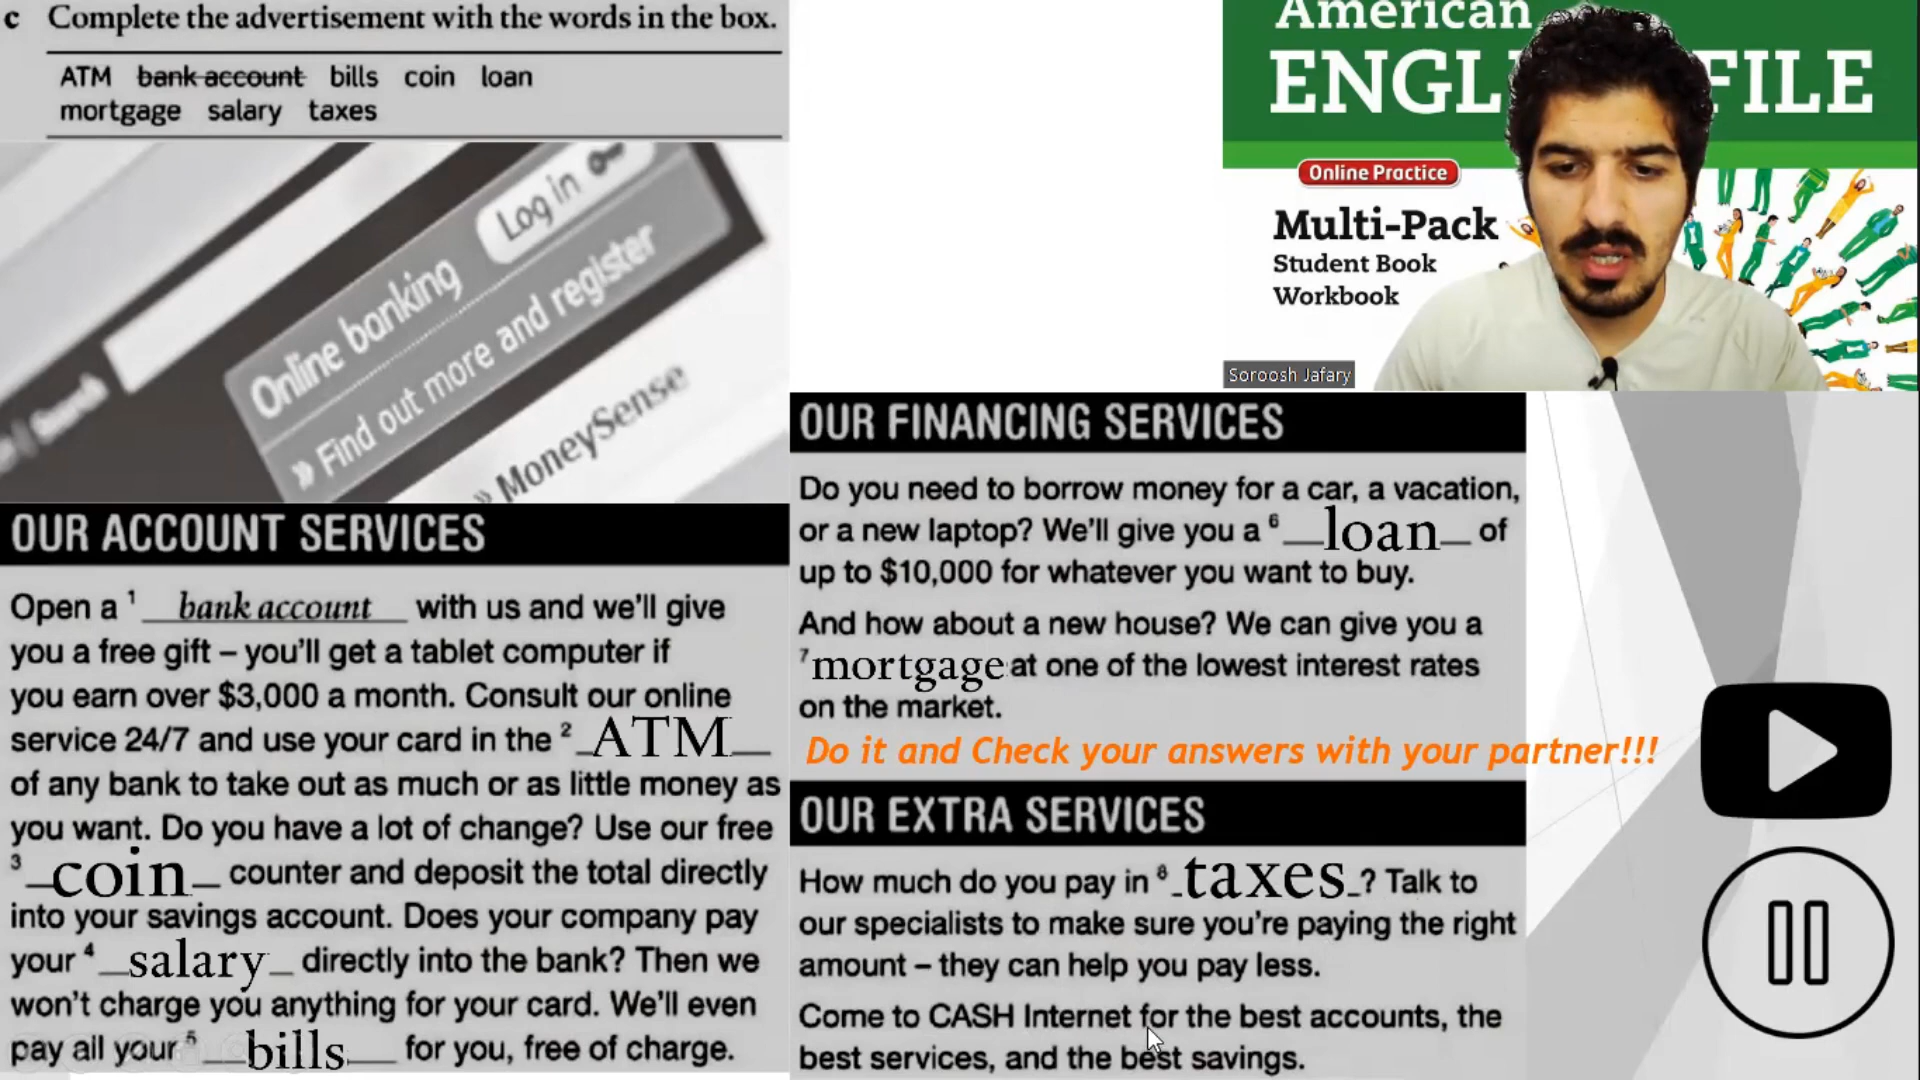 c Complete the advertisement with the words in the box.
ATM bank account bills coin loan
mortgage salary taxes
Log in
Online banking
» Find out more and register
Search
» MoneySense
OUR ACCOUNT SERVICES
Open a 1 bank account with us and we'll give
you a free gift – you'll get a tablet computer if
you earn over $3,000 a month. Consult our online
service 24/7 and use your card in the 2 _ATM__
of any bank to take out as much or as little money as
you want. Do you have a lot of change? Use our free
3 _coin_ counter and deposit the total directly
into your savings account. Does your company pay
your 4 _salary_ directly into the bank? Then we
won't charge you anything for your card. We'll even
pay all your 5 __bills__ for you, free of charge.
American
ENGL FILE
Online Practice
Multi-Pack
Student Book
Workbook
Soroosh Jafary
OUR FINANCING SERVICES
Do you need to borrow money for a car, a vacation,
or a new laptop? We'll give you a 6 __loan_ of
up to $10,000 for whatever you want to buy.
And how about a new house? We can give you a
7 mortgage at one of the lowest interest rates
on the market.
Do it and Check your answers with your partner!!!
OUR EXTRA SERVICES
How much do you pay in 8 _taxes_? Talk to
our specialists to make sure you're paying the right
amount – they can help you pay less.
Come to CASH Internet for the best accounts, the
best services, and the best savings.